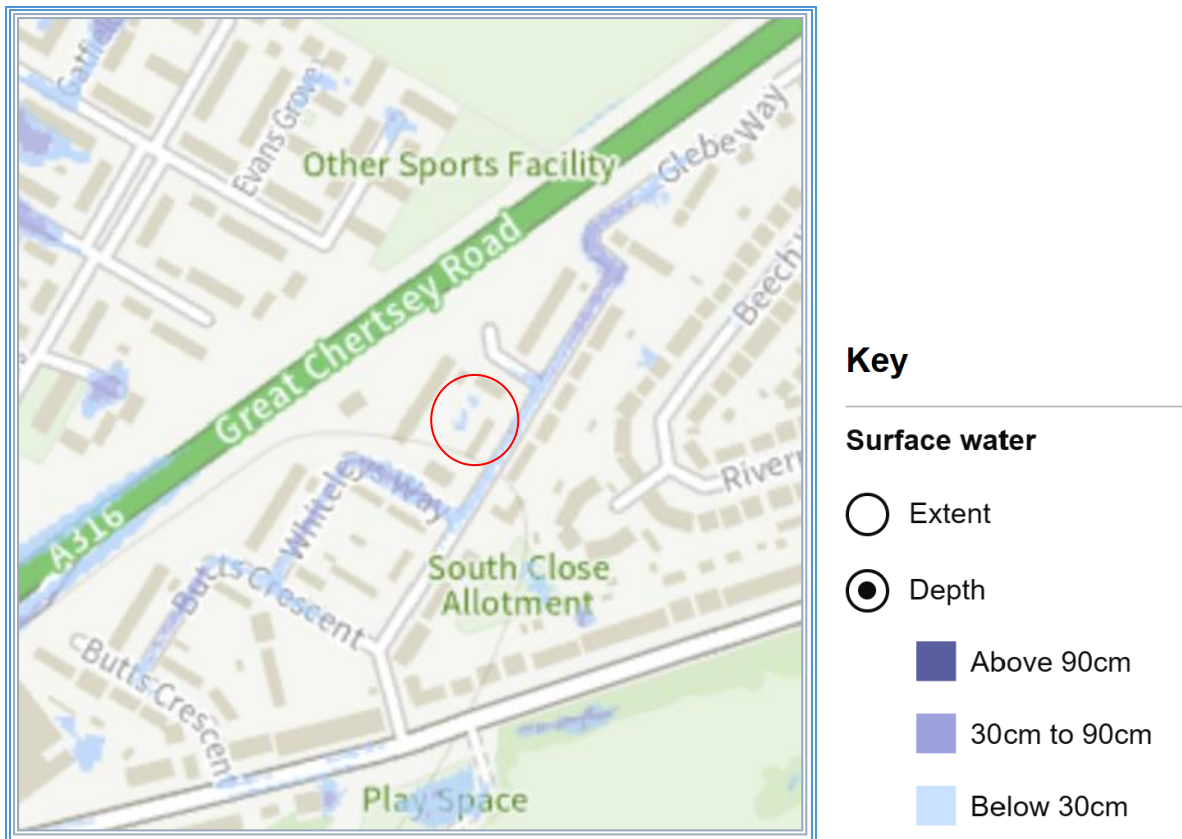 Gatfiel
Evans Grove
Other Sports Facility
Glebe Way
Great Chertsey Road
Beech
A316
Whiteleys Way
River
South Close
Allotment
Butts Crescent
Butts Crescent
Play Space
Key
Surface water
Extent
Depth
Above 90cm
30cm to 90cm
Below 30cm